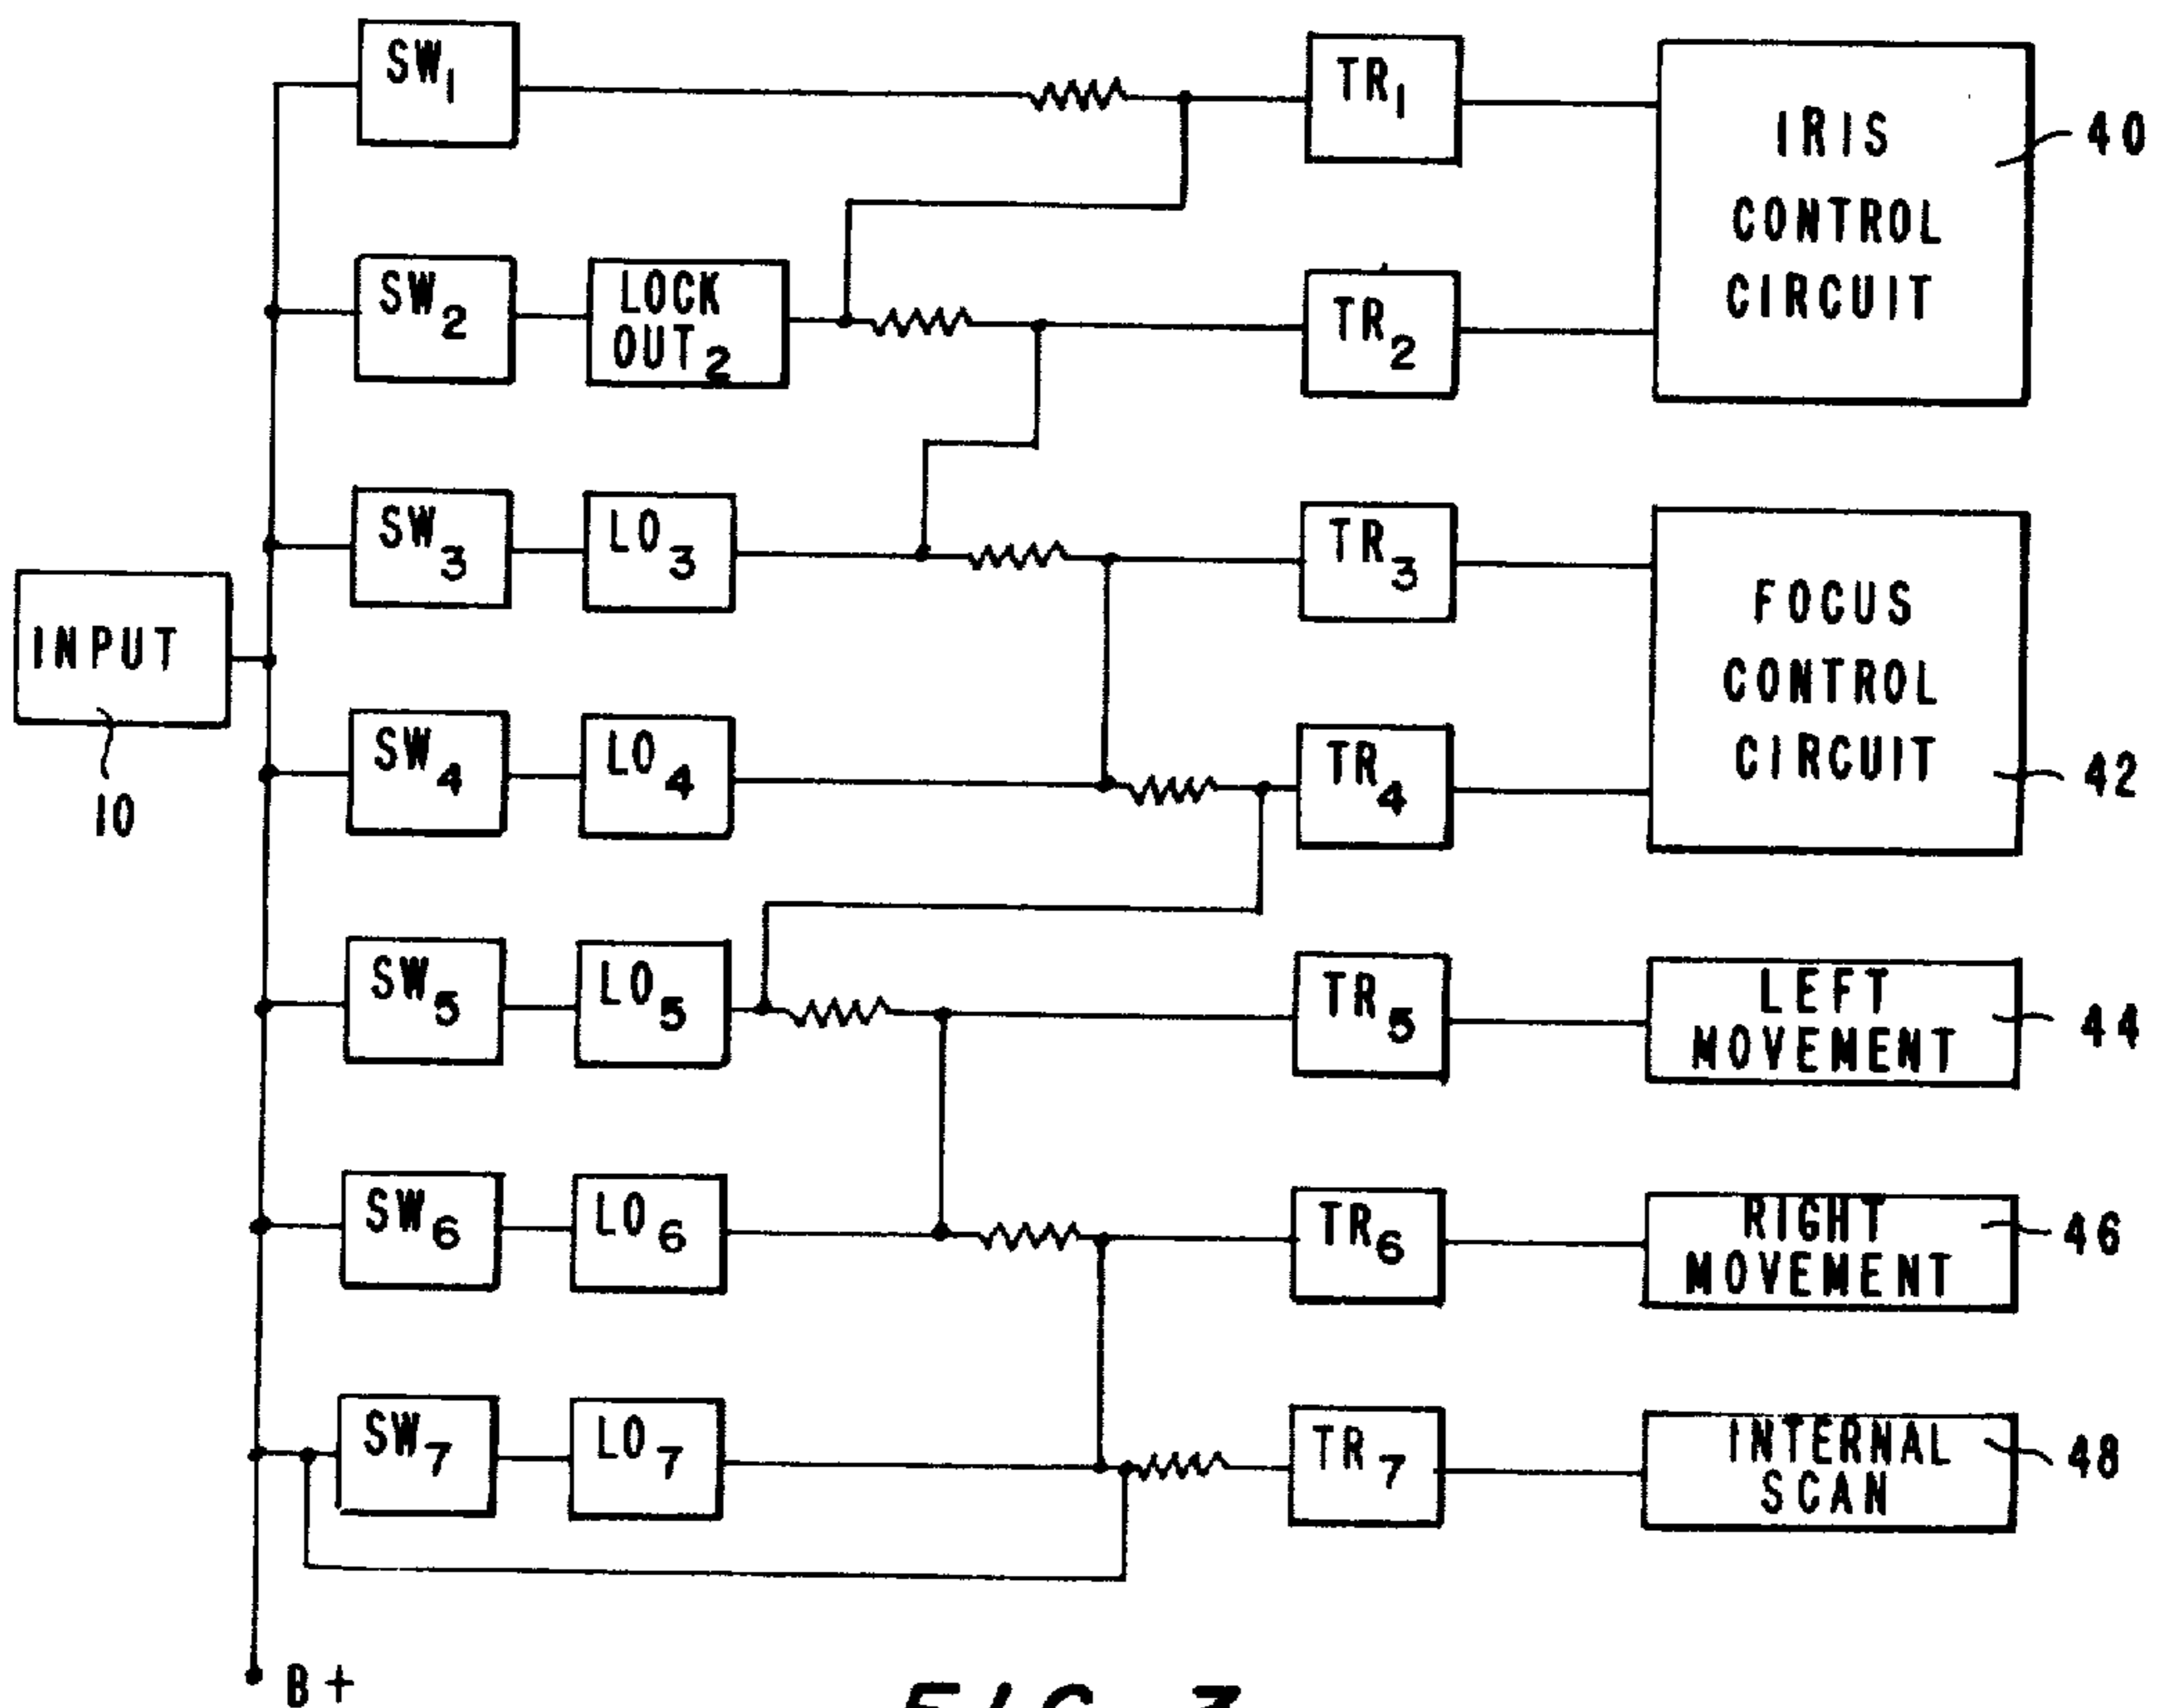 SW1
TR1
IRIS
CONTROL
CIRCUIT
40
SW2
LOCK
OUT2
TR2
SW3
LO3
TR3
FOCUS
CONTROL
CIRCUIT
42
INPUT
10
SW4
LO4
TR4
SW5
LO5
TR5
LEFT
MOVEMENT
44
SW6
LO6
TR6
RIGHT
MOVEMENT
46
SW7
LO7
TR7
INTERNAL
SCAN
48
B+